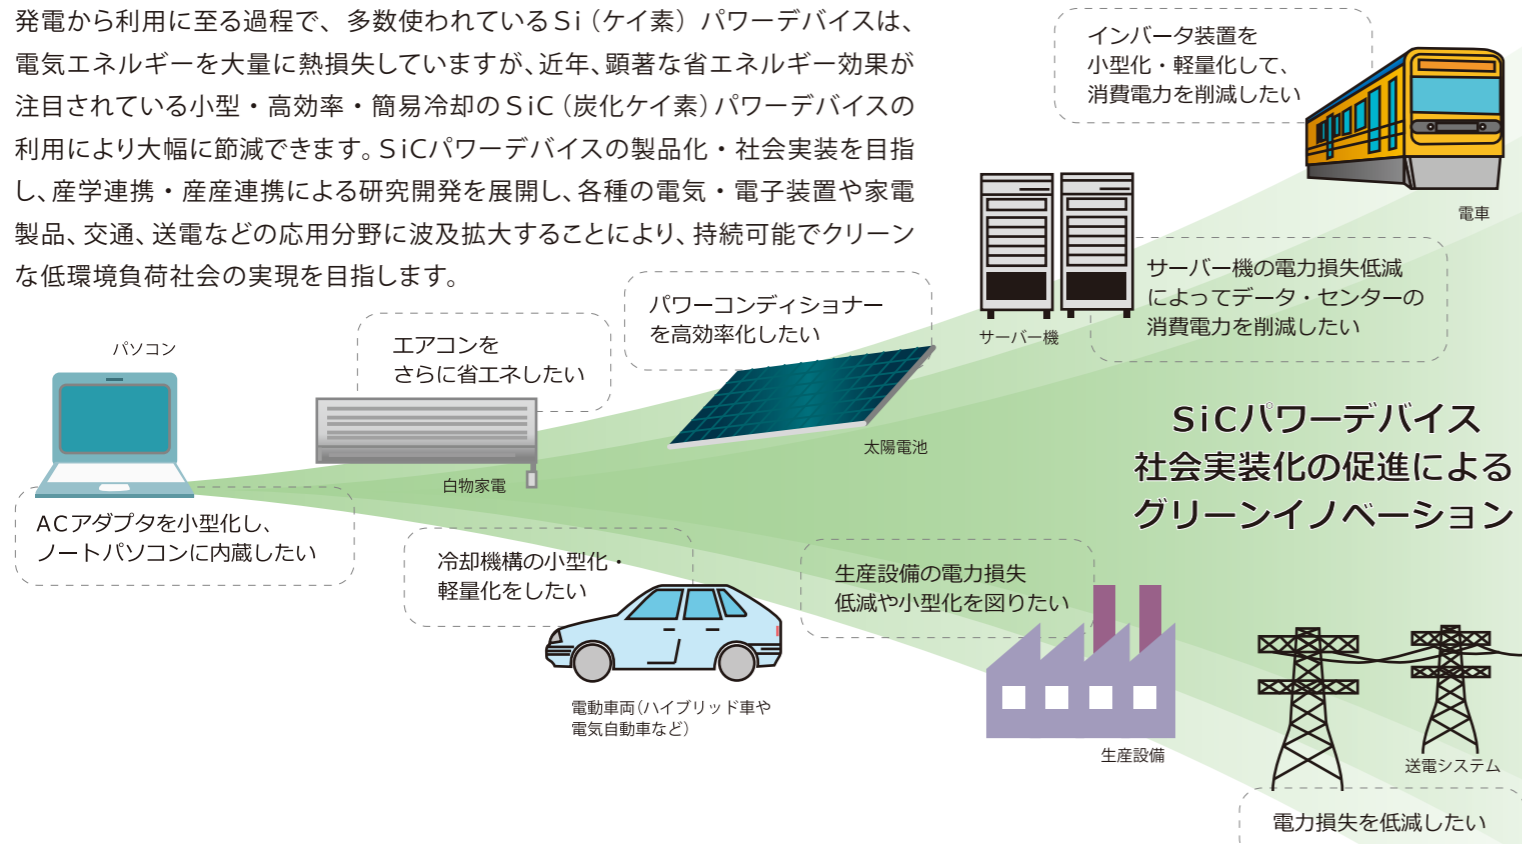 発電から利用に至る過程で、多数使われているSi（ケイ素）パワーデバイスは、
電気エネルギーを大量に熱損失していますが、近年、顕著な省エネルギー効果が
注目されている小型・高効率・簡易冷却のSiC（炭化ケイ素）パワーデバイスの
利用により大幅に節減できます。SiCパワーデバイスの製品化・社会実装を目指
し、産学連携・産産連携による研究開発を展開し、各種の電気・電子装置や家電
製品、交通、送電などの応用分野に波及拡大することにより、持続可能でクリーン
な低環境負荷社会の実現を目指します。
インバータ装置を
小型化・軽量化して、
消費電力を削減したい
電車
サーバー機の電力損失低減
によってデータ・センターの
消費電力を削減したい
サーバー機
パワーコンディショナー
を高効率化したい
太陽電池
エアコンを
さらに省エネしたい
白物家電
パソコン
ACアダプタを小型化し、
ノートパソコンに内蔵したい
SiCパワーデバイス
社会実装化の促進による
グリーンイノベーション
冷却機構の小型化・
軽量化をしたい
電動車両（ハイブリッド車や
電気自動車など）
生産設備の電力損失
低減や小型化を図りたい
生産設備
送電システム
電力損失を低減したい